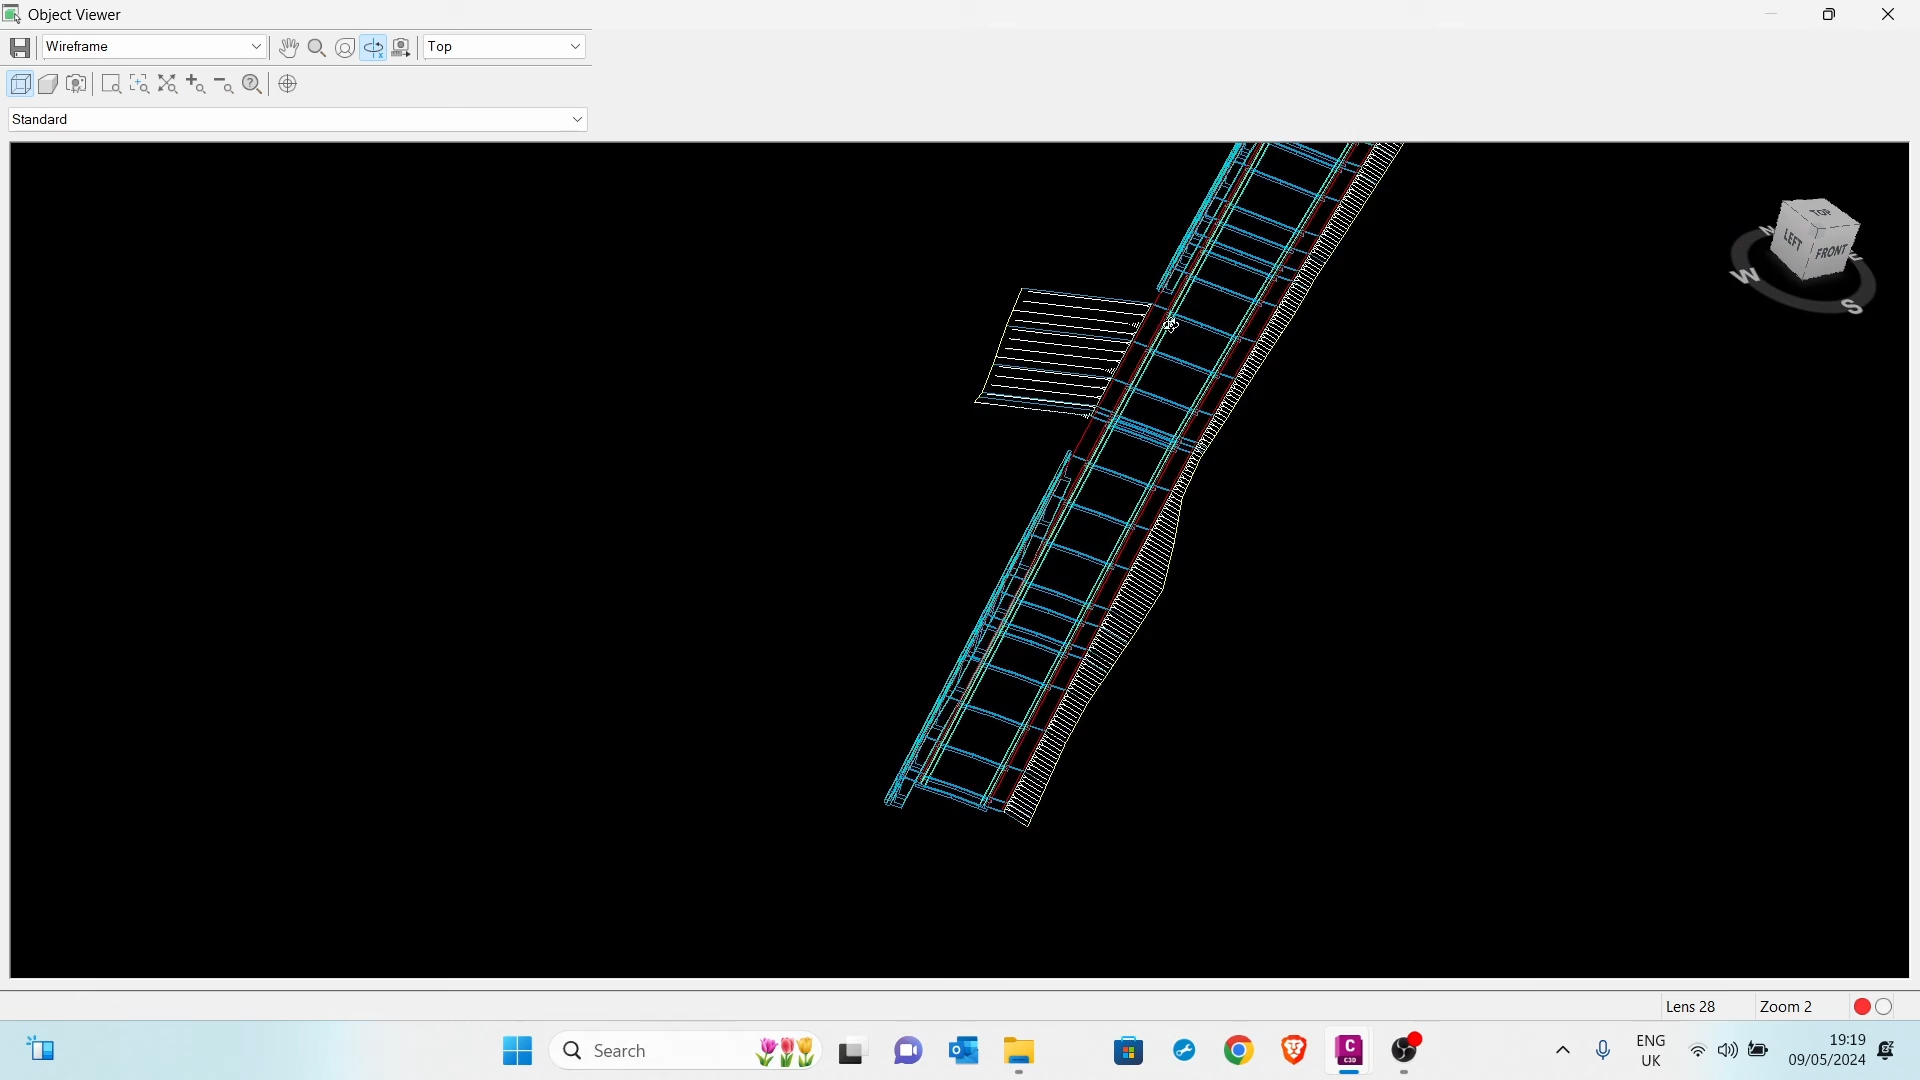 Object Viewer
Wireframe
Top
Standard
TOP
LEFT
FRONT
W
S
Lens 28
Zoom 2
Search
ENG
UK
19:19
09/05/2024
C
C3D